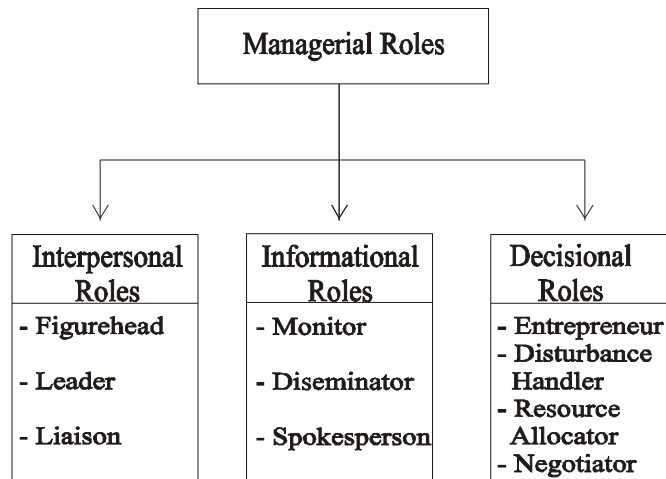 Managerial Roles
Interpersonal
Roles
- Figurehead
- Leader
- Liaison
Informational
Roles
- Monitor
- Diseminator
- Spokesperson
Decisional
Roles
- Entrepreneur
- Disturbance
Handler
- Resource
Allocator
- Negotiator